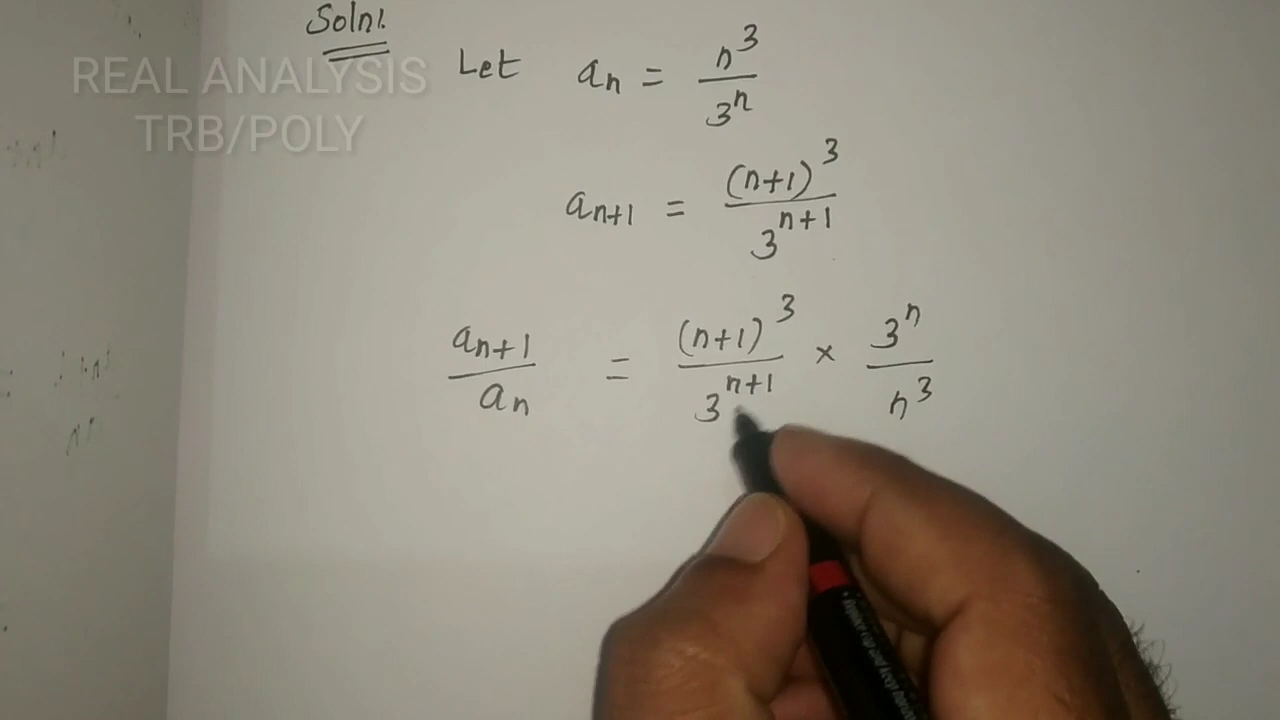 Soln:
REAL ANALYSIS
TRB/POLY
Let aₙ = n³/3ⁿ
aₙ₊₁ = (n+1)³/3ⁿ⁺¹
aₙ₊₁/aₙ = (n+1)³/3ⁿ⁺¹ × 3ⁿ/n³